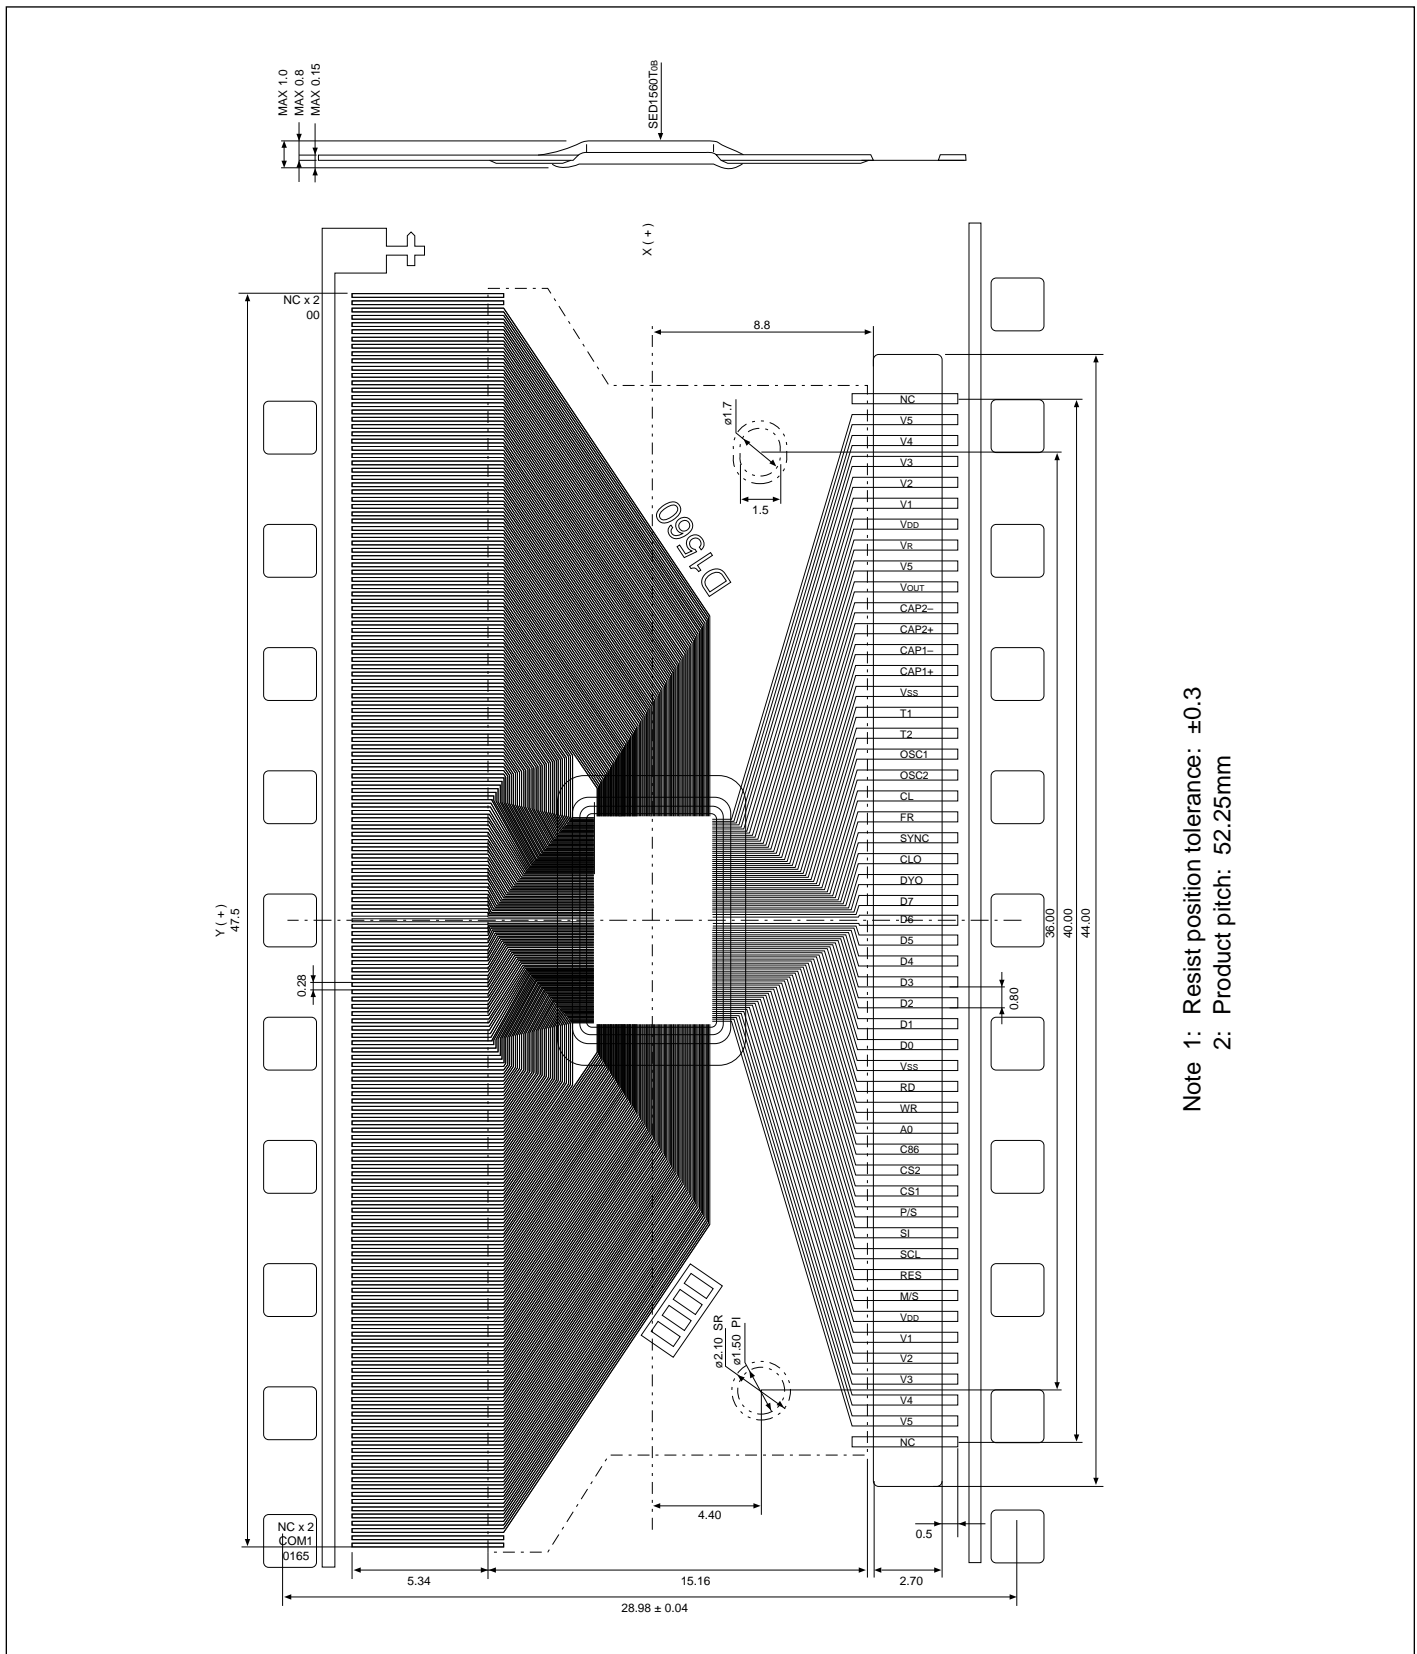 MAX 1.0
MAX 0.8
MAX 0.15
SED1560T0B
X ( + )
NC x 2
00
8.8
Y ( + )
47.5
ø1.7
1.5
D1560
NC
V5
V4
V3
V2
V1
VDD
VR
V5
VOUT
CAP2–
CAP2+
CAP1–
CAP1+
VSS
T1
T2
OSC1
OSC2
CL
FR
SYNC
CLO
DYO
D7
D6
D5
D4
D3
D2
D1
D0
VSS
RD
WR
A0
C86
CS2
CS1
P/S
SI
SCL
RES
M/S
VDD
V1
V2
V3
V4
V5
NC
36.00
40.00
44.00
0.28
0.80
ø2.10 SR
ø1.50 PI
4.40
0.5
NC x 2
COM1
0165
5.34
15.16
2.70
28.98 ± 0.04
Note 1: Resist position tolerance: ±0.3
2: Product pitch: 52.25mm